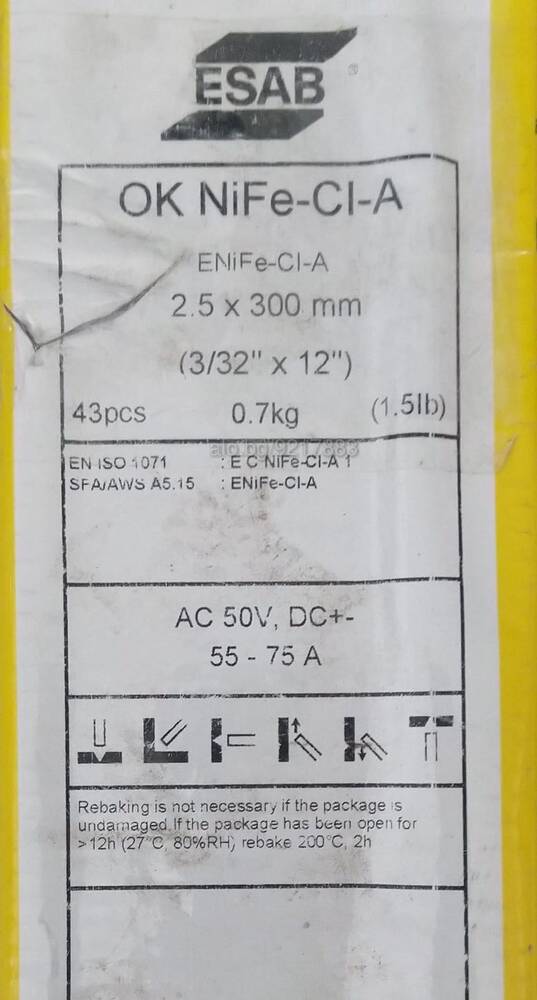 ESAB ®
OK NiFe-CI-A
ENiFe-CI-A
2.5 x 300 mm
(3/32" x 12")
43pcs 0.7kg (1.5lb)
alo.bg/9217883
EN ISO 1071 : E C NiFe-CI-A 1
SFA/AWS A5.15 : ENiFe-CI-A
AC 50V, DC+-
55 - 75 A
Rebaking is not necessary if the package is
undamaged. If the package has been open for
>12h (27°C, 80%RH) rebake 200°C, 2h